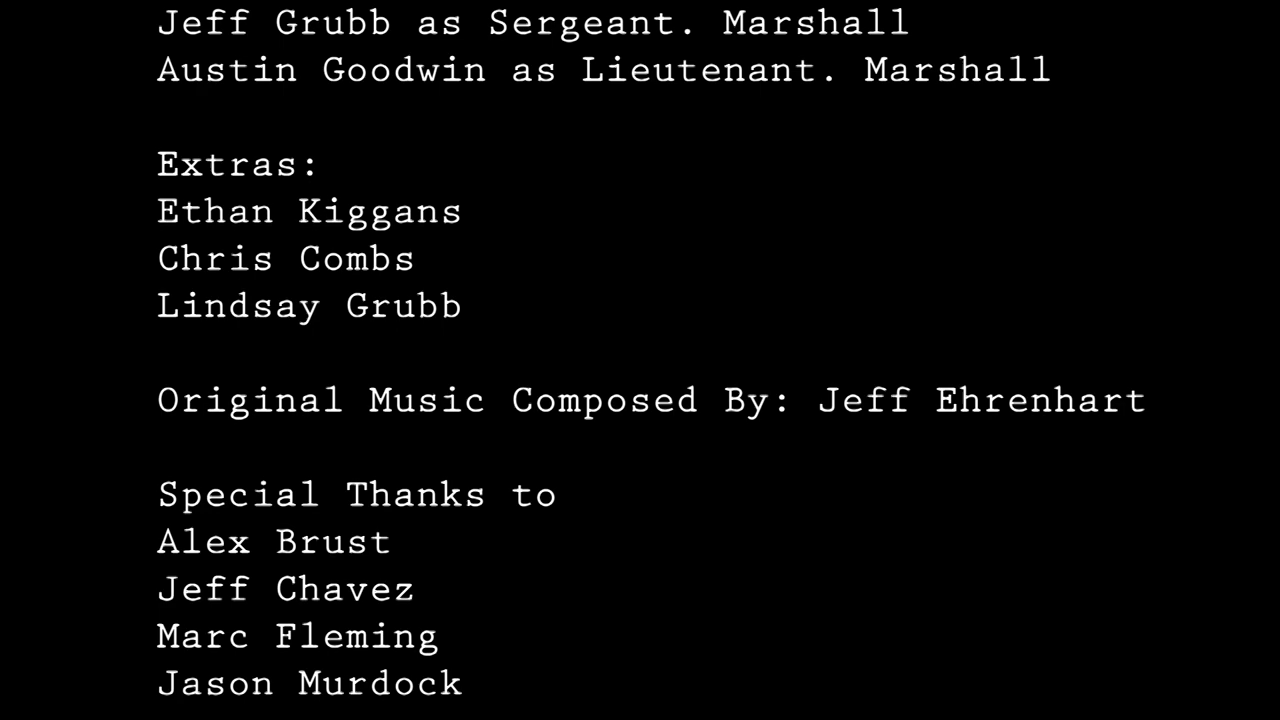 Jeff Grubb as Sergeant. Marshall
Austin Goodwin as Lieutenant. Marshall
Extras:
Ethan Kiggans
Chris Combs
Lindsay Grubb
Original Music Composed By: Jeff Ehrenhart
Special Thanks to
Alex Brust
Jeff Chavez
Marc Fleming
Jason Murdock